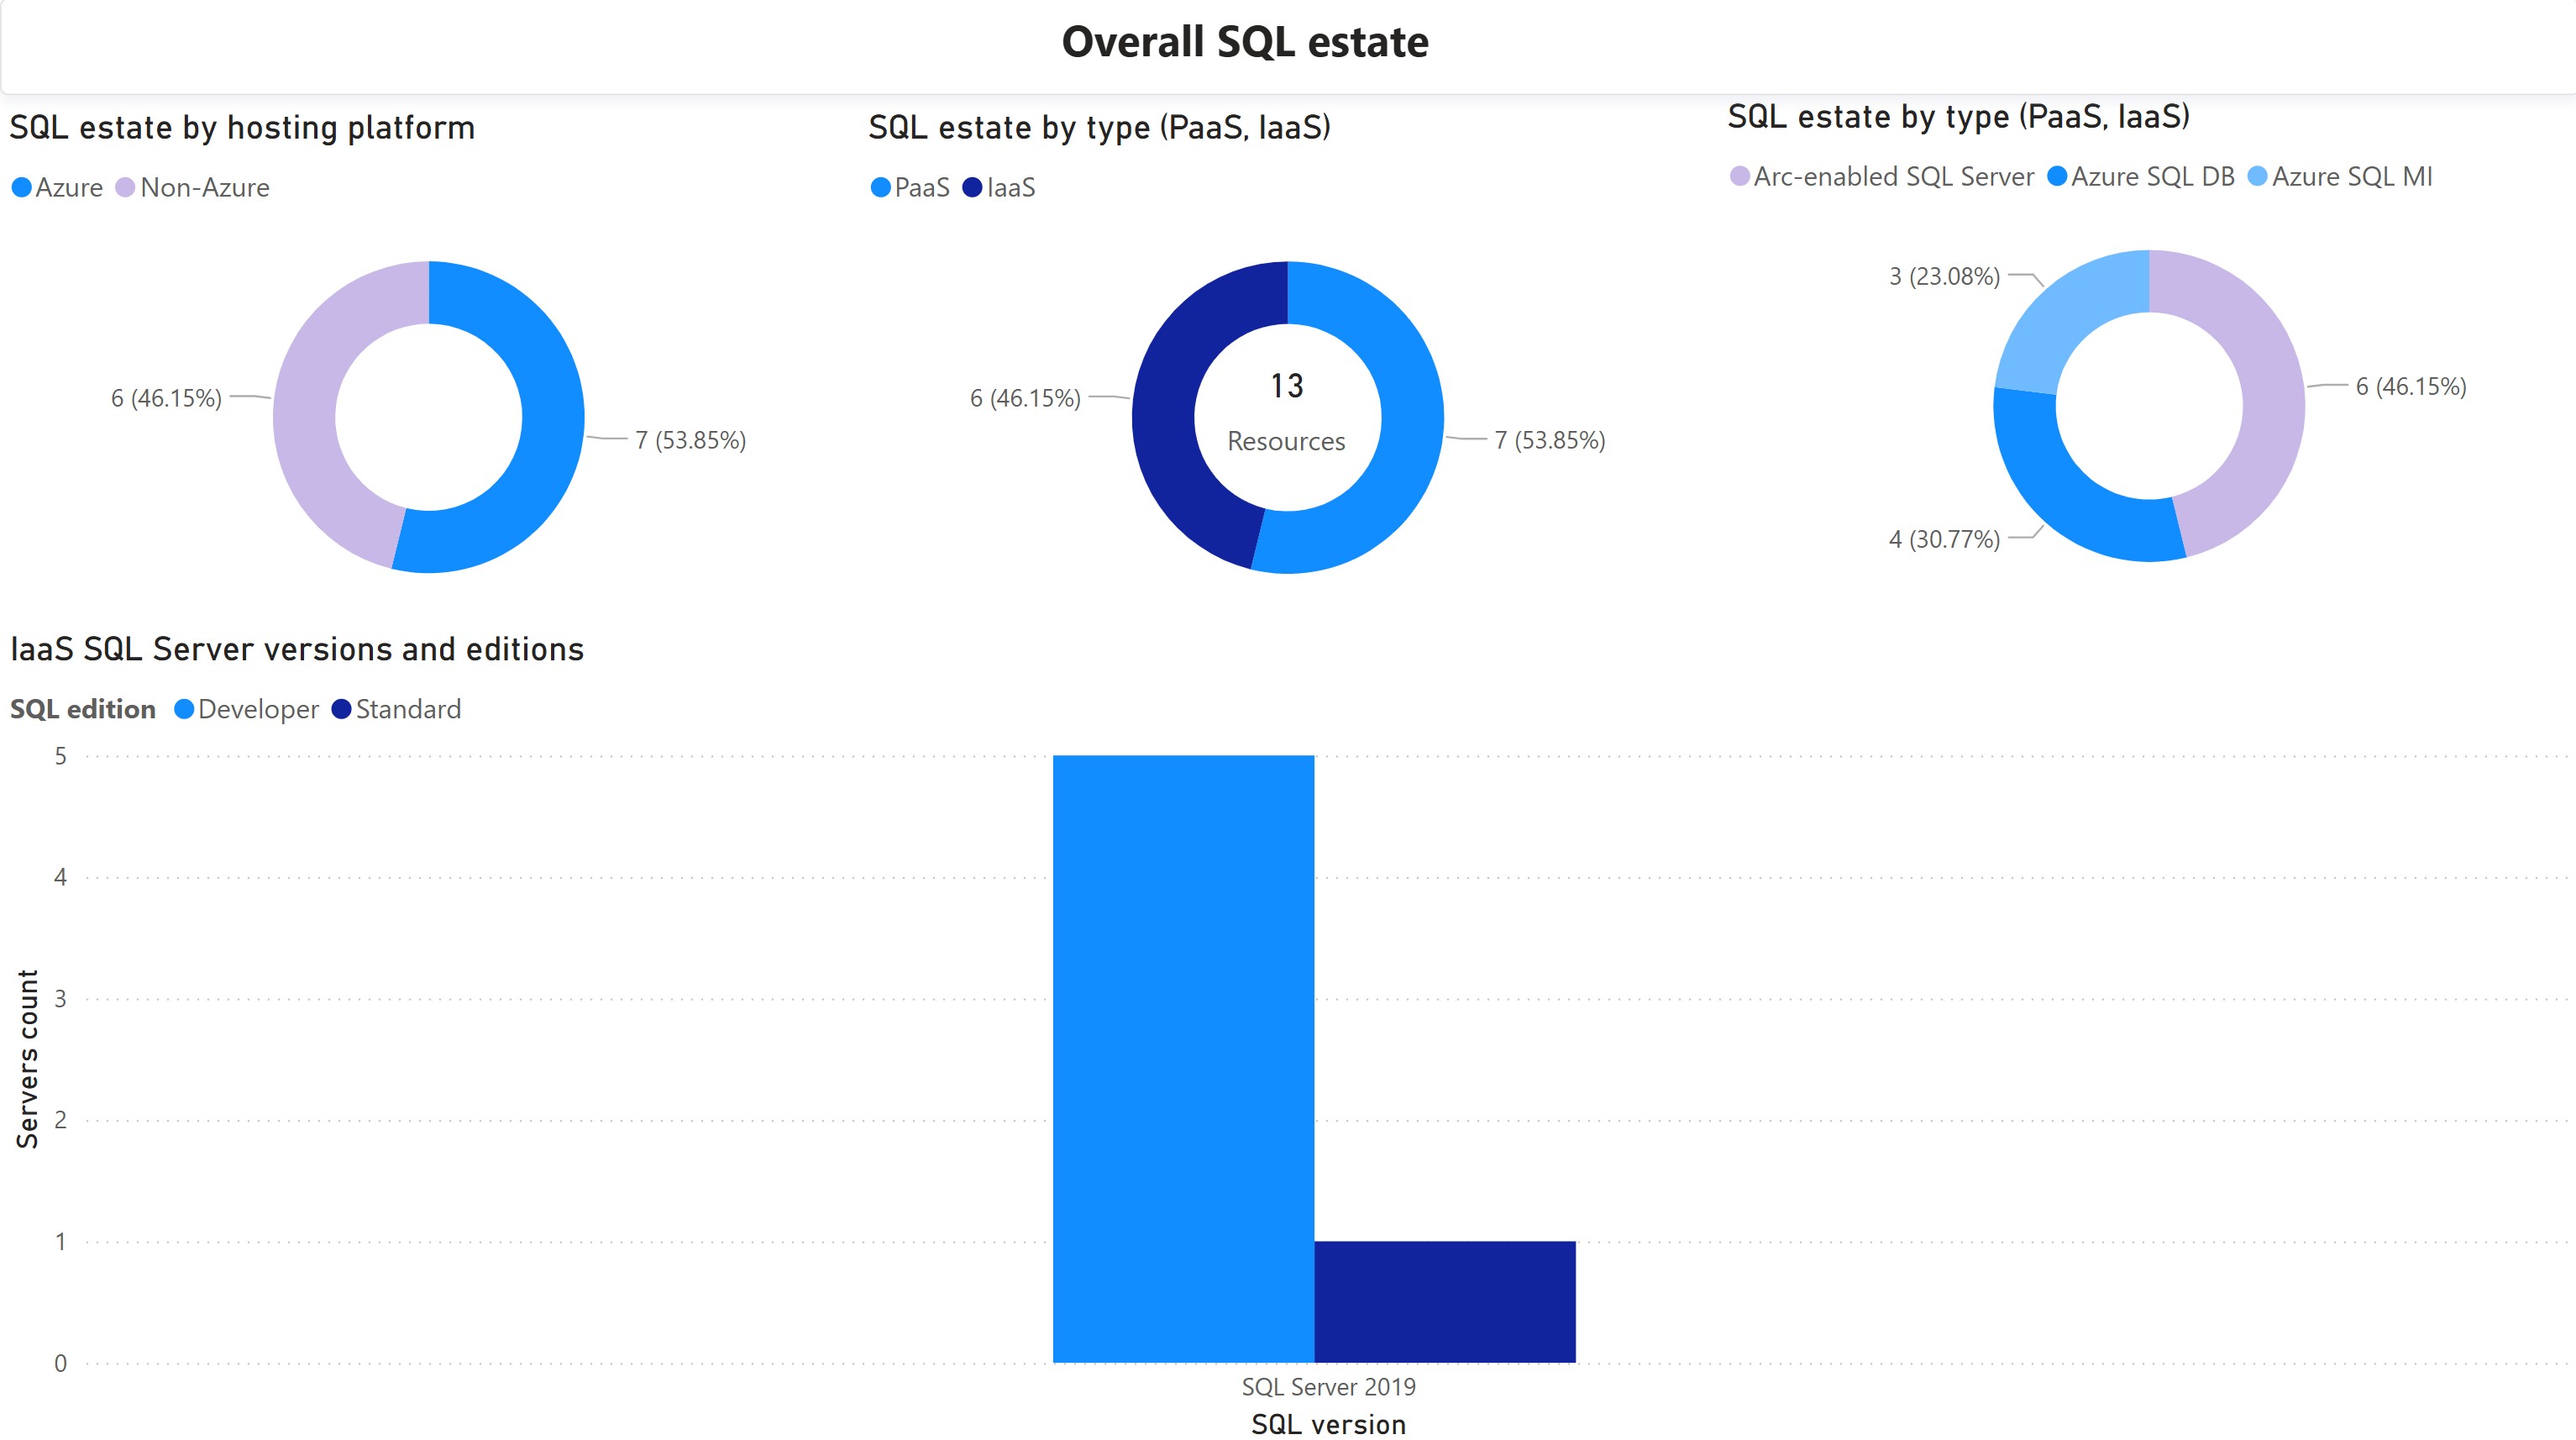 Overall SQL estate
SQL estate by hosting platform
Azure Non-Azure
6 (46.15%)
7 (53.85%)
SQL estate by type (PaaS, IaaS)
PaaS IaaS
6 (46.15%)
13
Resources
7 (53.85%)
SQL estate by type (PaaS, IaaS)
Arc-enabled SQL Server Azure SQL DB Azure SQL MI
3 (23.08%)
6 (46.15%)
4 (30.77%)
IaaS SQL Server versions and editions
SQL edition Developer Standard
5
4
3
2
1
0
Servers count
SQL Server 2019
SQL version